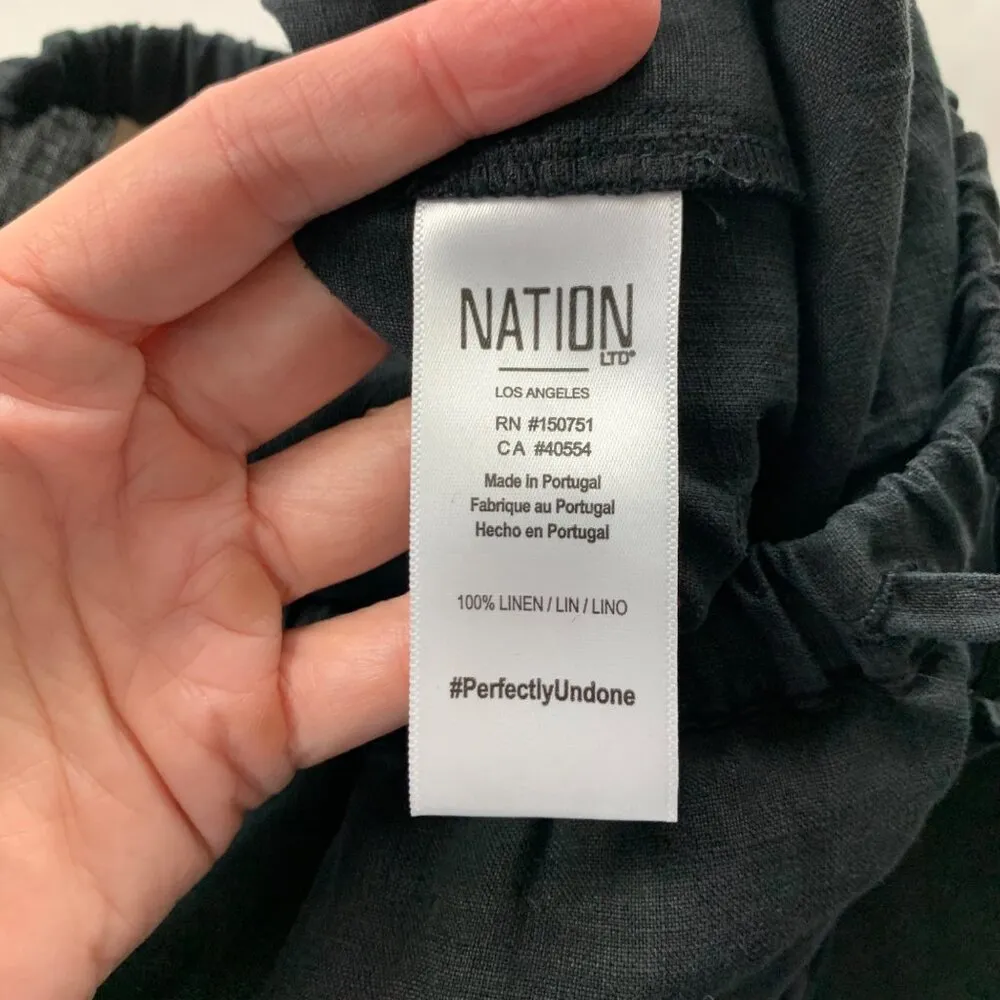 NATION
LTD®
LOS ANGELES
RN #150751
CA #40554
Made in Portugal
Fabrique au Portugal
Hecho en Portugal
100% LINEN / LIN / LINO
#PerfectlyUndone